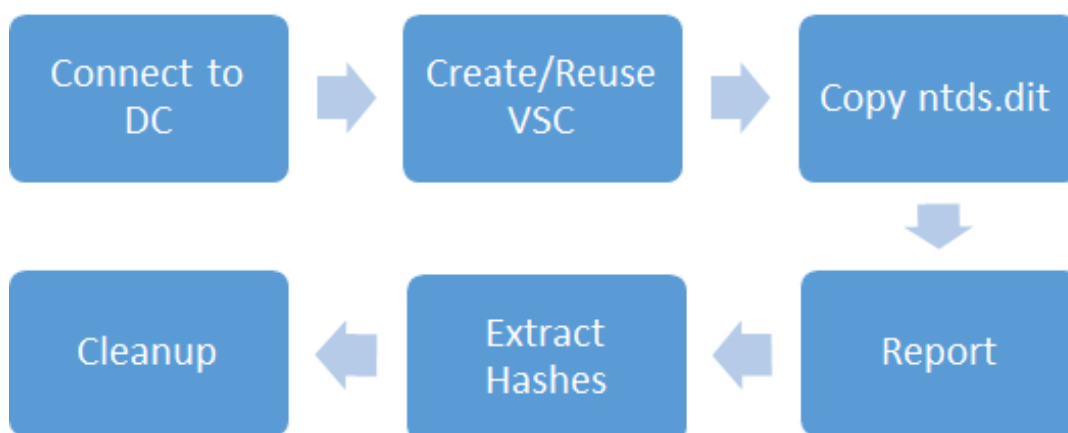 Connect to
DC
Create/Reuse
VSC
Copy ntds.dit
Report
Extract
Hashes
Cleanup